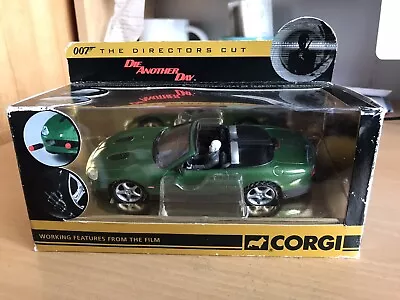 007 THE DIRECTORS CUT
DIE ANOTHER DAY.
WORKING FEATURES FROM THE FILM
CORGI